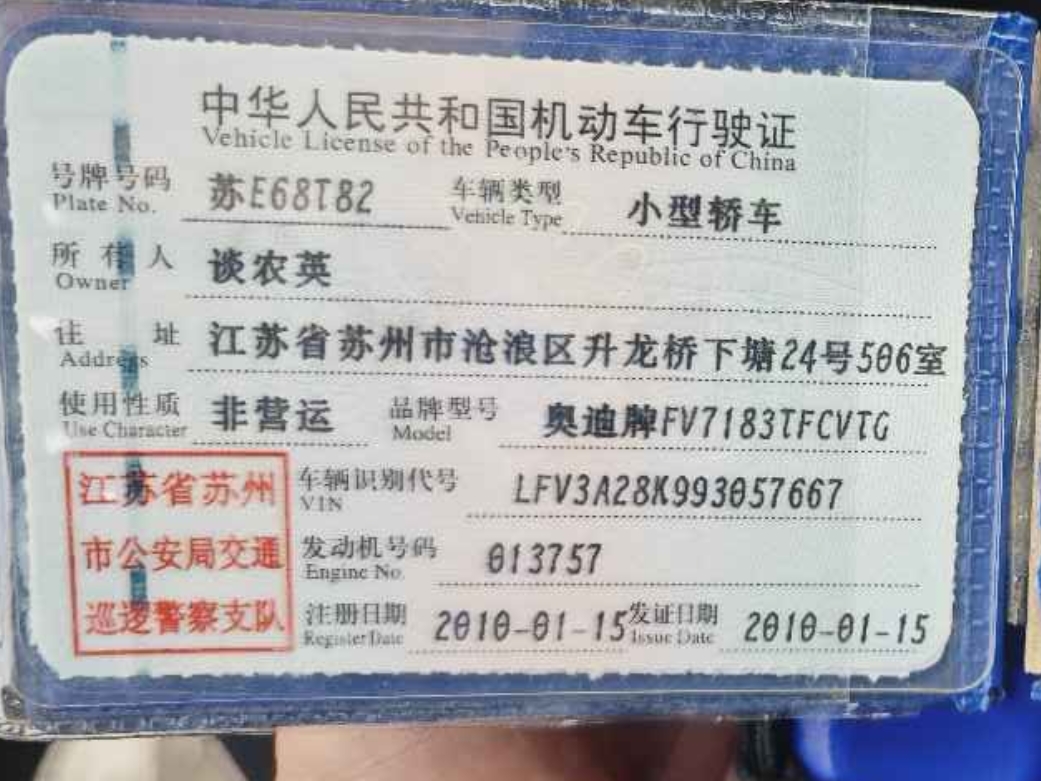 中华人民共和国机动车行驶证
Vehicle License of the People's Republic of China
号牌号码 苏E68T82 车辆类型 小型轿车
Plate No. Vehicle Type
所有人 谈农英
Owner
住址 江苏省苏州市沧浪区升龙桥下塘24号506室
Address
使用性质 非营运 品牌型号 奥迪牌FV7183TFCVTG
Use Character Model
江苏省苏州 车辆识别代号 LFV3A28K993057667
VIN
市公安局交通 发动机号码 013757
Engine No.
巡逻警察支队 注册日期 2010-01-15 发证日期 2010-01-15
Register Date Issue Date